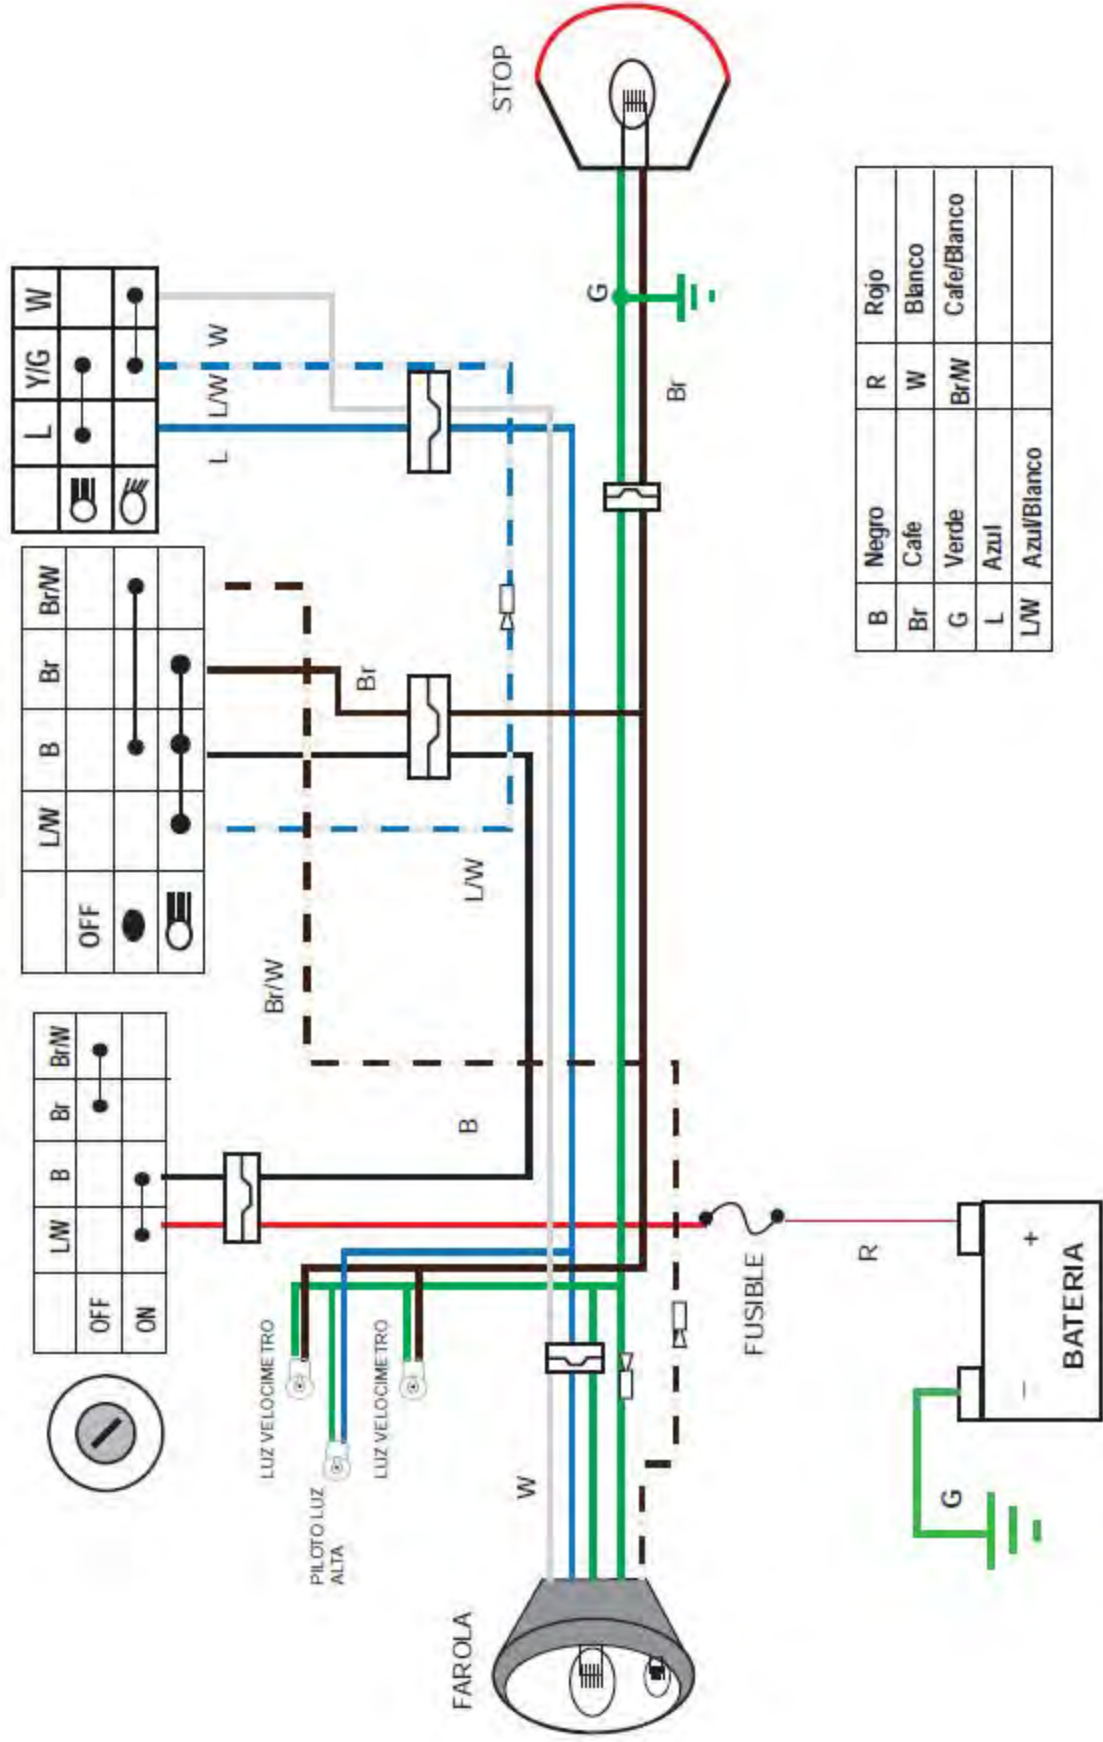 L/W B Br Br/W
OFF
ON
L/W B Br Br/W
OFF
L Y/G W
L
L/W
W
Br
Br/W
L/W
B
LUZ VELOCIMETRO
PILOTO LUZ
ALTA
LUZ VELOCIMETRO
FAROLA
W
STOP
G
Br
FUSIBLE
R
BATERIA
+
−
G
B Negro R Rojo
Br Cafe W Blanco
G Verde Br/W Cafe/Blanco
L Azul
L/W Azul/Blanco